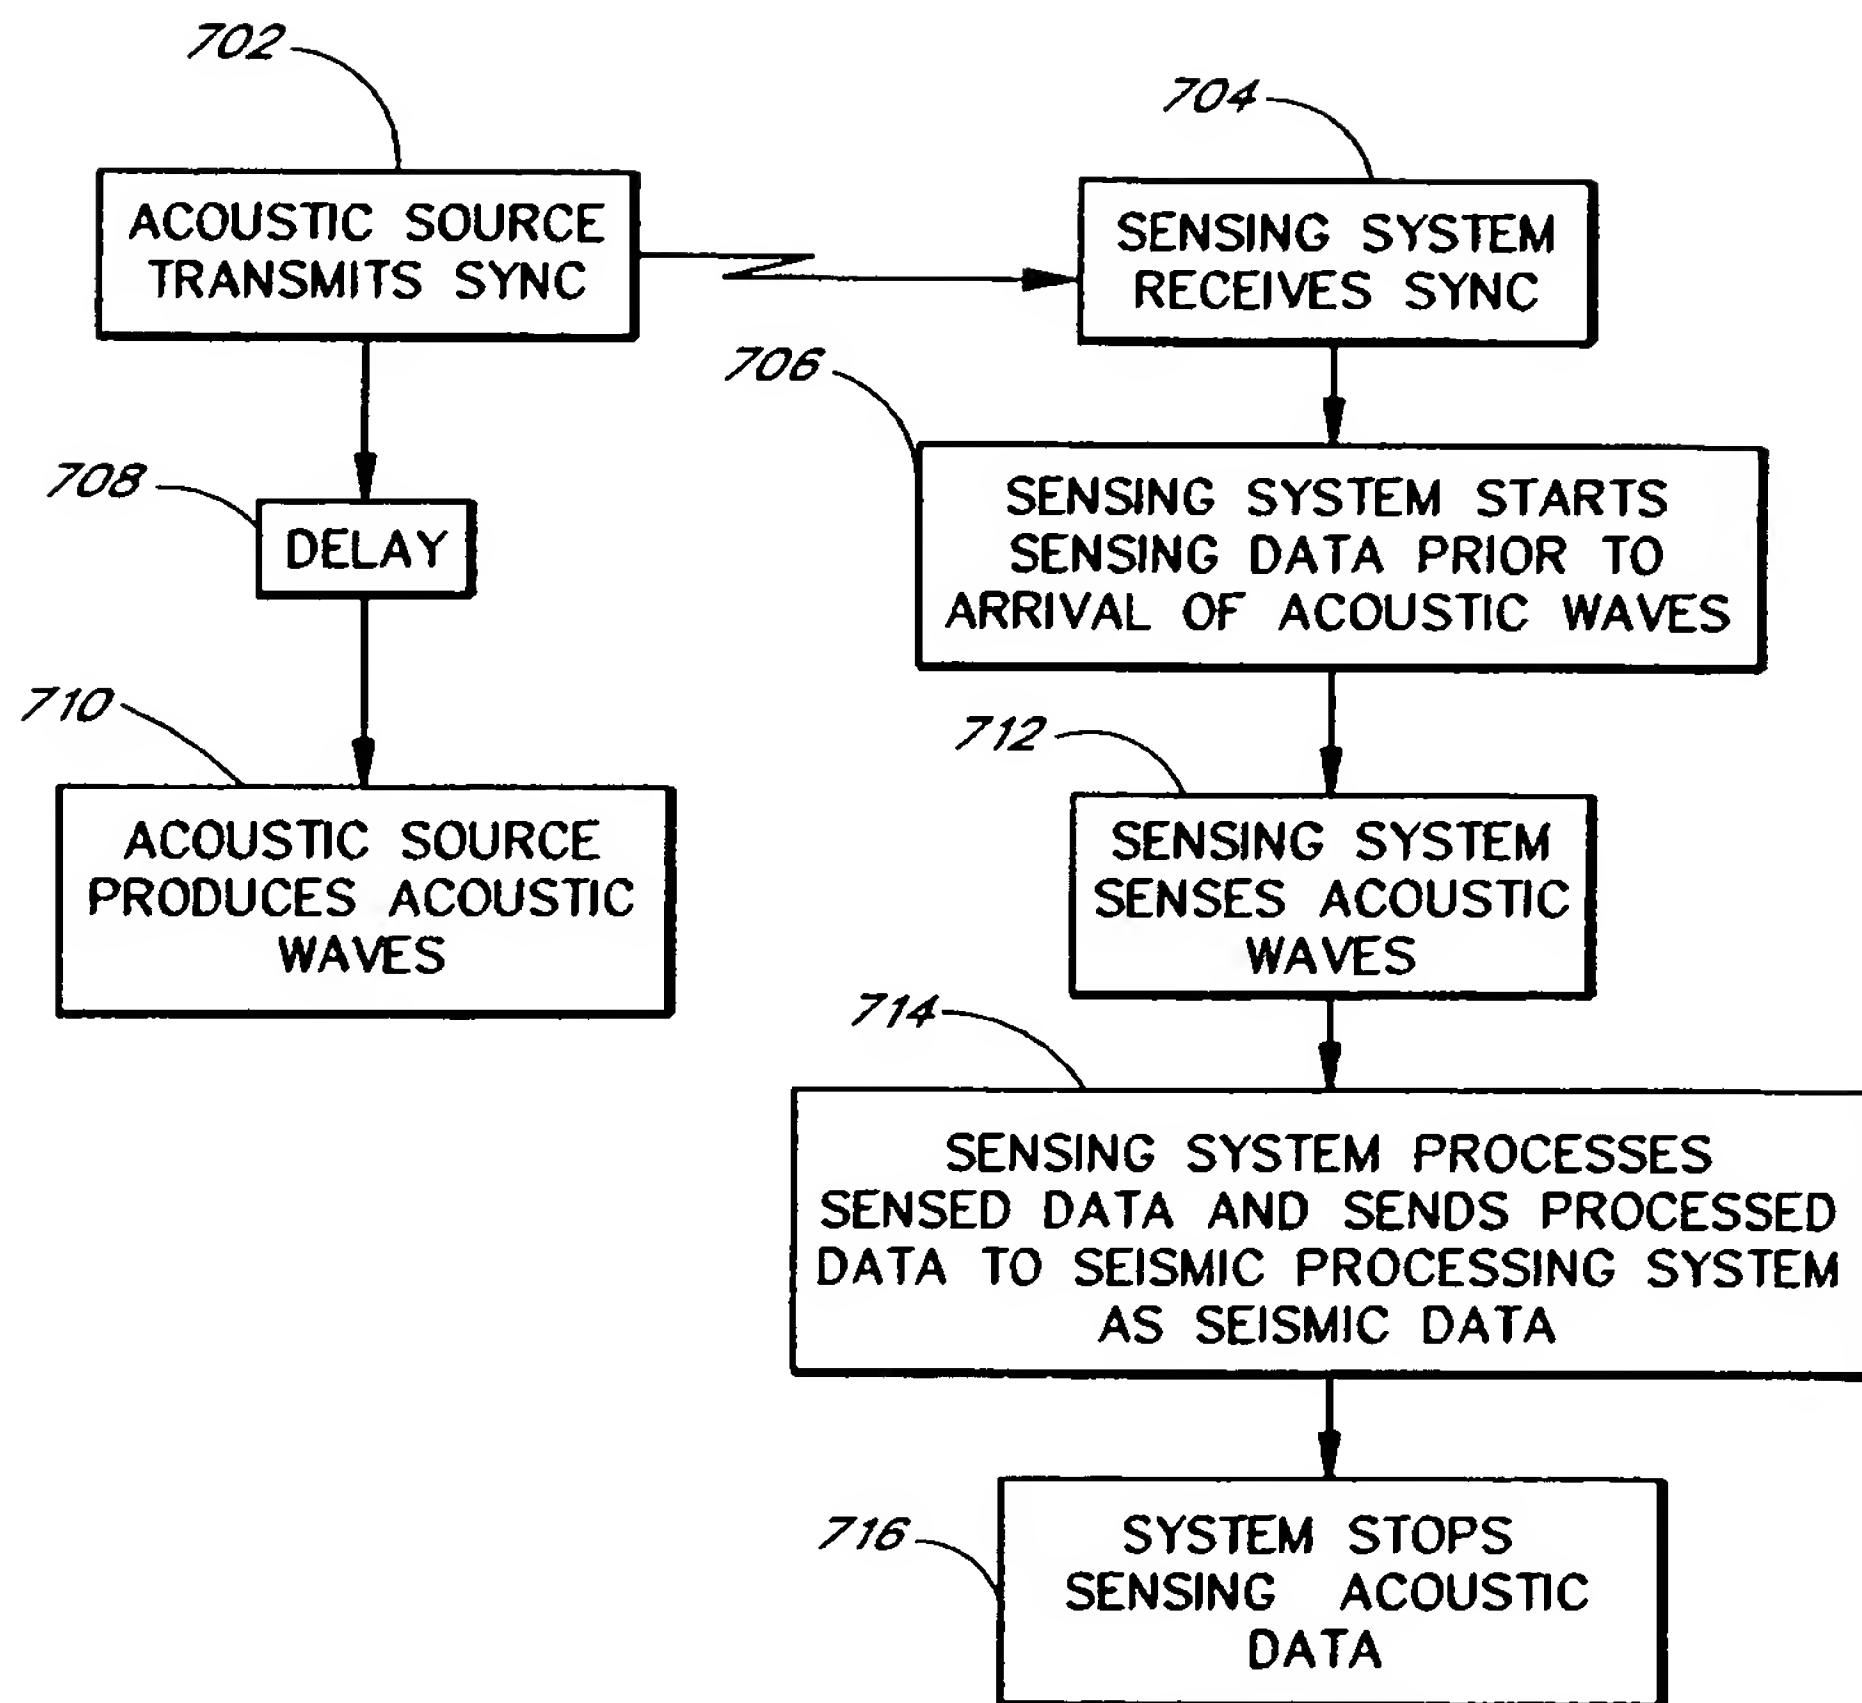 702
ACOUSTIC SOURCE
TRANSMITS SYNC
704
SENSING SYSTEM
RECEIVES SYNC
706
SENSING SYSTEM STARTS
SENSING DATA PRIOR TO
ARRIVAL OF ACOUSTIC WAVES
708
DELAY
710
ACOUSTIC SOURCE
PRODUCES ACOUSTIC
WAVES
712
SENSING SYSTEM
SENSES ACOUSTIC
WAVES
714
SENSING SYSTEM PROCESSES
SENSED DATA AND SENDS PROCESSED
DATA TO SEISMIC PROCESSING SYSTEM
AS SEISMIC DATA
716
SYSTEM STOPS
SENSING ACOUSTIC
DATA